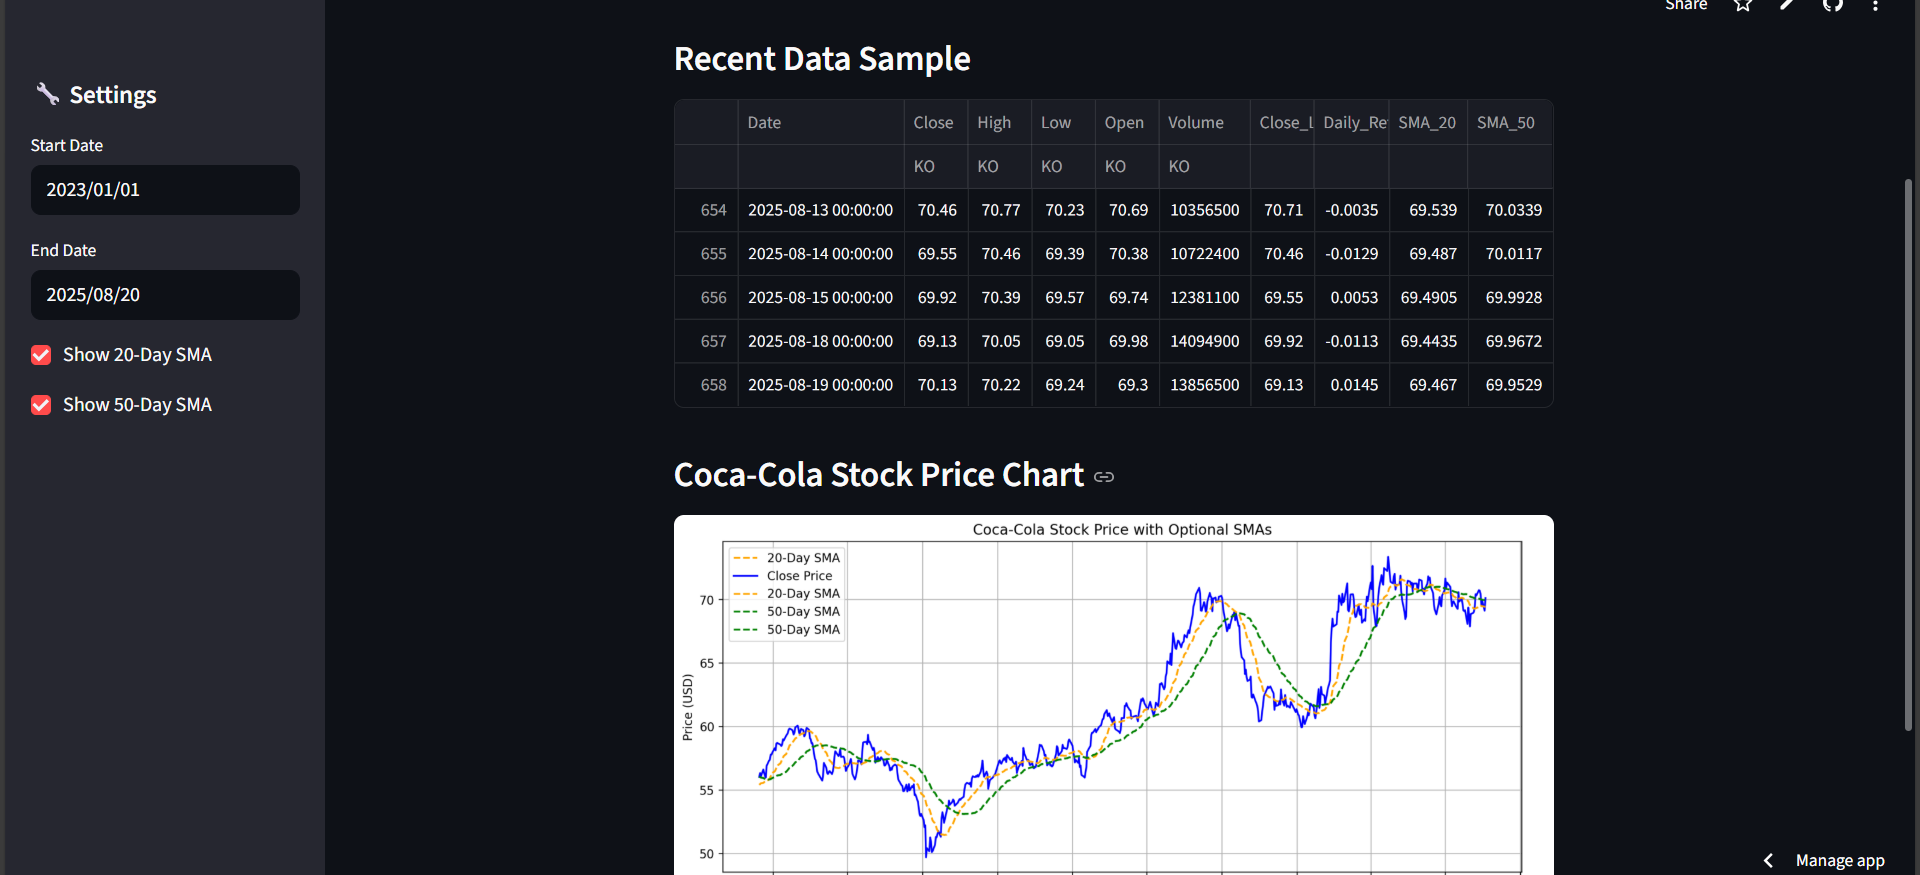 Share
Settings
Start Date
2023/01/01
End Date
2025/08/20
Show 20-Day SMA
Show 50-Day SMA
Recent Data Sample
Date Close High Low Open Volume Close_L Daily_Re SMA_20 SMA_50
KO KO KO KO KO
654 2025-08-13 00:00:00 70.46 70.77 70.23 70.69 10356500 70.71 -0.0035 69.539 70.0339
655 2025-08-14 00:00:00 69.55 70.46 69.39 70.38 10722400 70.46 -0.0129 69.487 70.0117
656 2025-08-15 00:00:00 69.92 70.39 69.57 69.74 12381100 69.55 0.0053 69.4905 69.9928
657 2025-08-18 00:00:00 69.13 70.05 69.05 69.98 14094900 69.92 -0.0113 69.4435 69.9672
658 2025-08-19 00:00:00 70.13 70.22 69.24 69.3 13856500 69.13 0.0145 69.467 69.9529
Coca-Cola Stock Price Chart
Coca-Cola Stock Price with Optional SMAs
20-Day SMA
Close Price
20-Day SMA
50-Day SMA
50-Day SMA
Price (USD)
70
65
60
55
50
Manage app